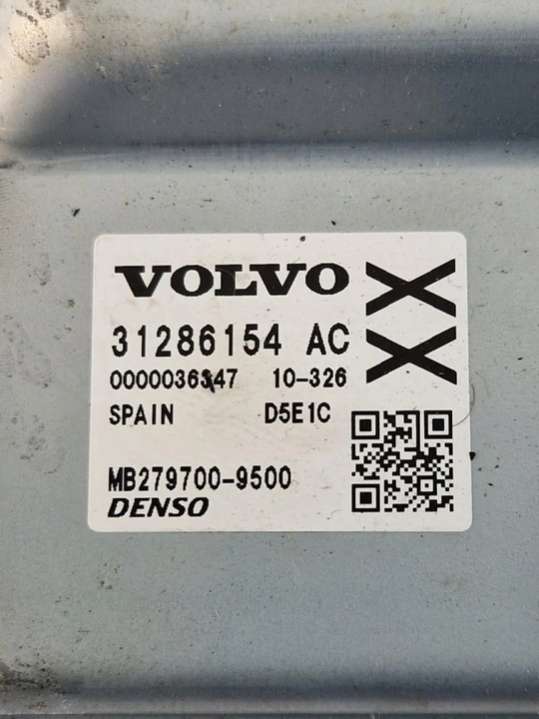 VOLVO
31286154 AC
0000036347 10-326
SPAIN D5E1C
MB279700-9500
DENSO